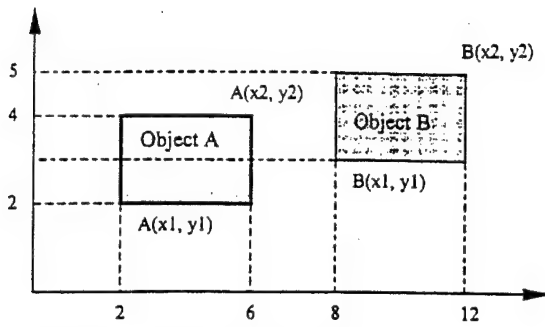 B(x2, y2)
5
A(x2, y2)
4
Object A
Object B
B(x1, y1)
2
A(x1, y1)
2 6 8 12